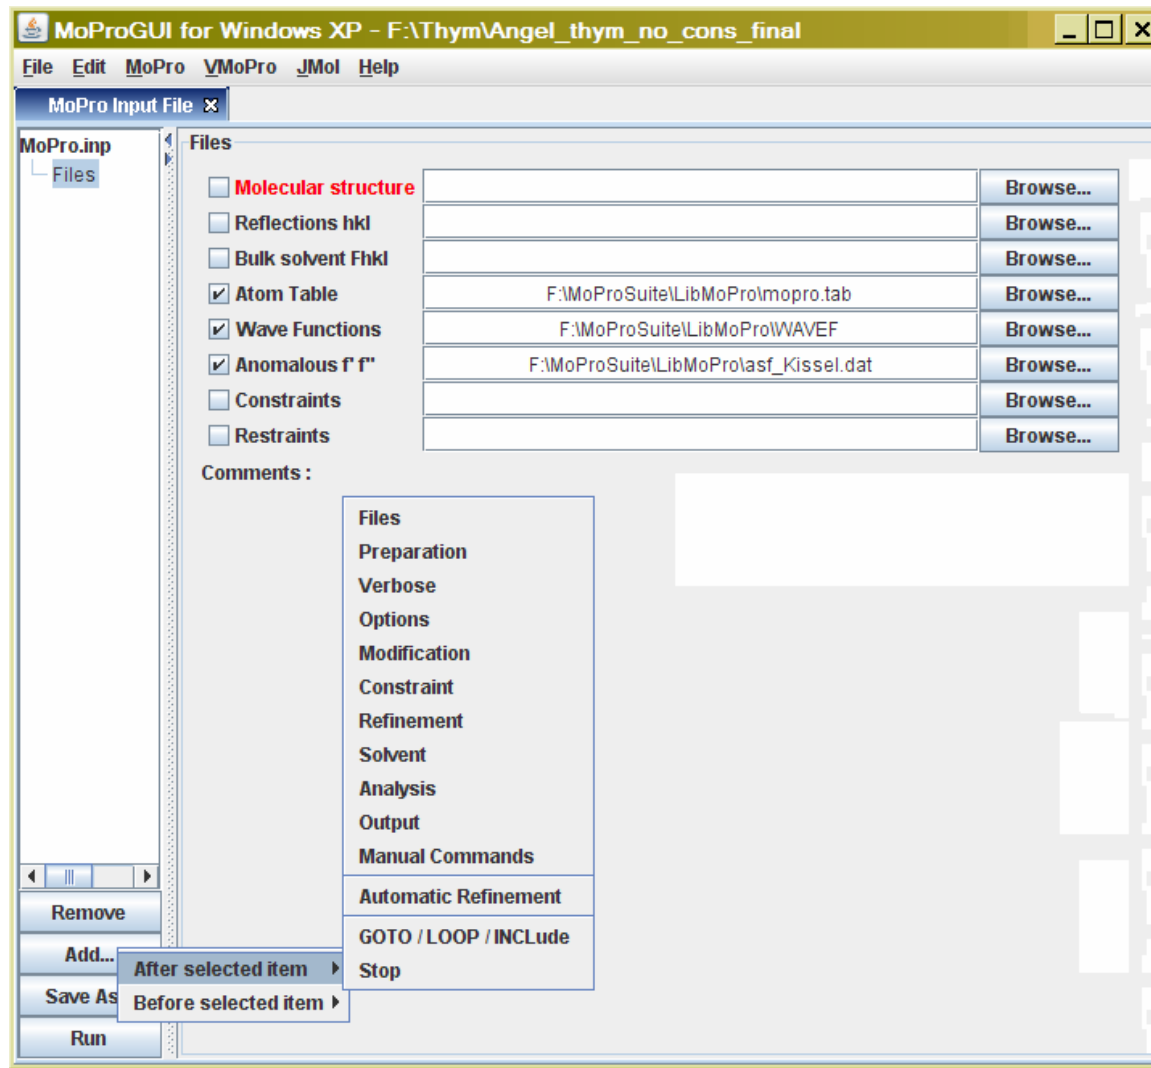 MoProGUI for Windows XP - F:\Thym\Angel_thym_no_cons_final
File Edit MoPro VMoPro JMol Help
MoPro Input File
MoPro.inp
Files
Files
Molecular structure Browse...
Reflections hkl Browse...
Bulk solvent Fhkl Browse...
Atom Table F:\MoProSuite\LibMoPro\mopro.tab Browse...
Wave Functions F:\MoProSuite\LibMoPro\WAVEF Browse...
Anomalous f' f" F:\MoProSuite\LibMoPro\asf_Kissel.dat Browse...
Constraints Browse...
Restraints Browse...
Comments :
Files
Preparation
Verbose
Options
Modification
Constraint
Refinement
Solvent
Analysis
Output
Manual Commands
Automatic Refinement
GOTO / LOOP / INCLude
Stop
Remove
Add...
After selected item
Save As
Before selected item
Run